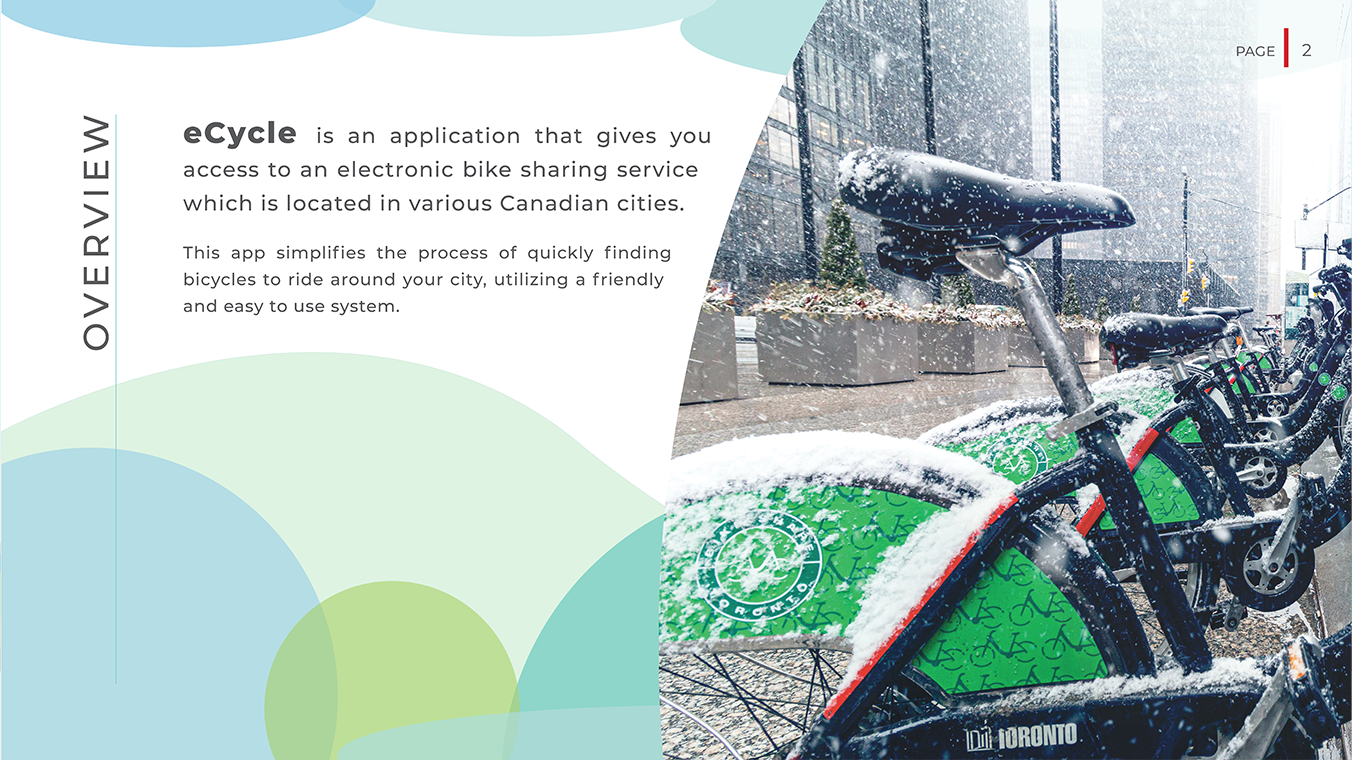 PAGE 2
OVERVIEW
eCycle is an application that gives you
access to an electronic bike sharing service
which is located in various Canadian cities.
This app simplifies the process of quickly finding
bicycles to ride around your city, utilizing a friendly
and easy to use system.
TORONTO
TORONTO